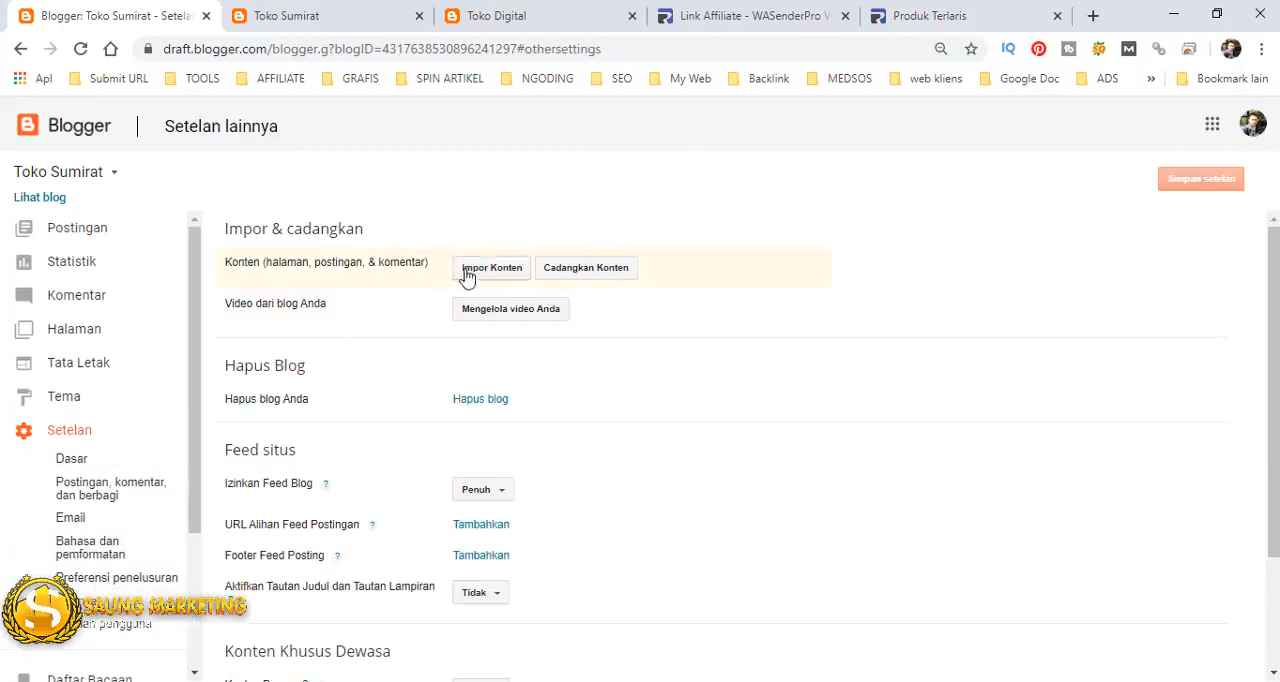 Blogger: Toko Sumirat - Setela
Toko Sumirat
Toko Digital
Link Affiliate - WASenderPro V
Produk Terlaris
draft.blogger.com/blogger.g?blogID=4317638530896241297#othersettings
Apl
Submit URL
TOOLS
AFFILIATE
GRAFIS
SPIN ARTIKEL
NGODING
SEO
My Web
Backlink
MEDSOS
web kliens
Google Doc
ADS
Bookmark lain
Blogger
Setelan lainnya
Toko Sumirat
Simpan setelan
Lihat blog
Postingan
Statistik
Komentar
Halaman
Tata Letak
Tema
Setelan
Dasar
Postingan, komentar,
dan berbagi
Email
Bahasa dan
pemformatan
Preferensi penelusuran
pengguna
Daftar Bacaan
SAUNG MARKETING
Impor & cadangkan
Konten (halaman, postingan, & komentar)
Impor Konten
Cadangkan Konten
Video dari blog Anda
Mengelola video Anda
Hapus Blog
Hapus blog Anda
Hapus blog
Feed situs
Izinkan Feed Blog ?
Penuh
URL Alihan Feed Postingan ?
Tambahkan
Footer Feed Posting ?
Tambahkan
Aktifkan Tautan Judul dan Tautan Lampiran
Tidak
Konten Khusus Dewasa